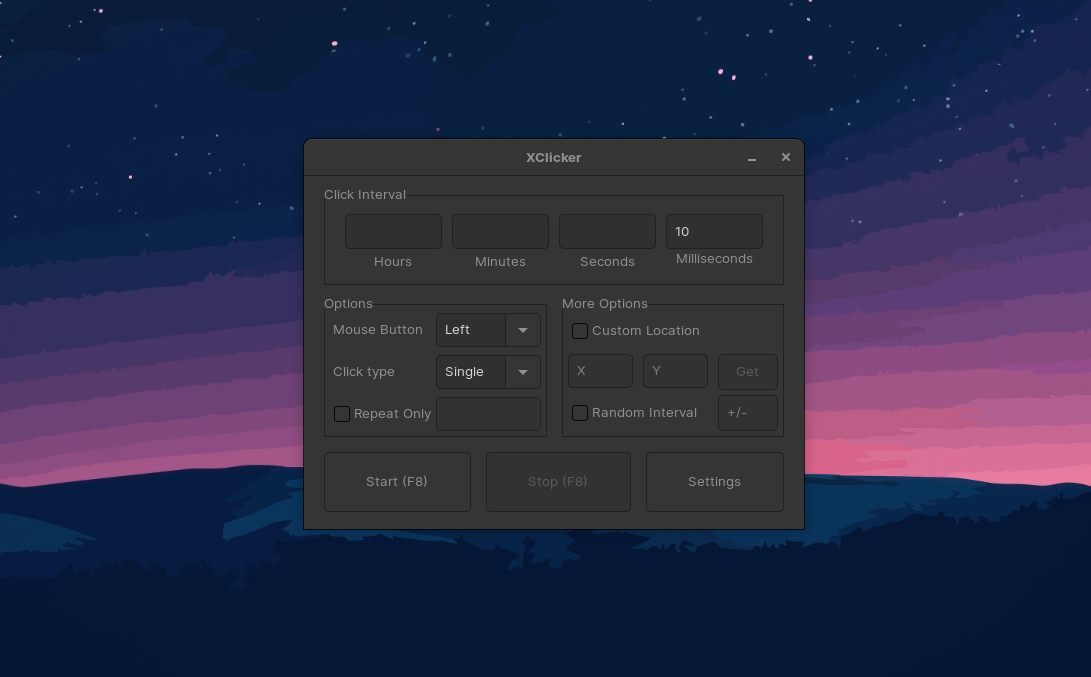 XClicker
Click Interval
10
Hours Minutes Seconds Milliseconds
Options
Mouse Button Left
Click type Single
Repeat Only
More Options
Custom Location
X Y Get
Random Interval +/-
Start (F8) Stop (F8) Settings